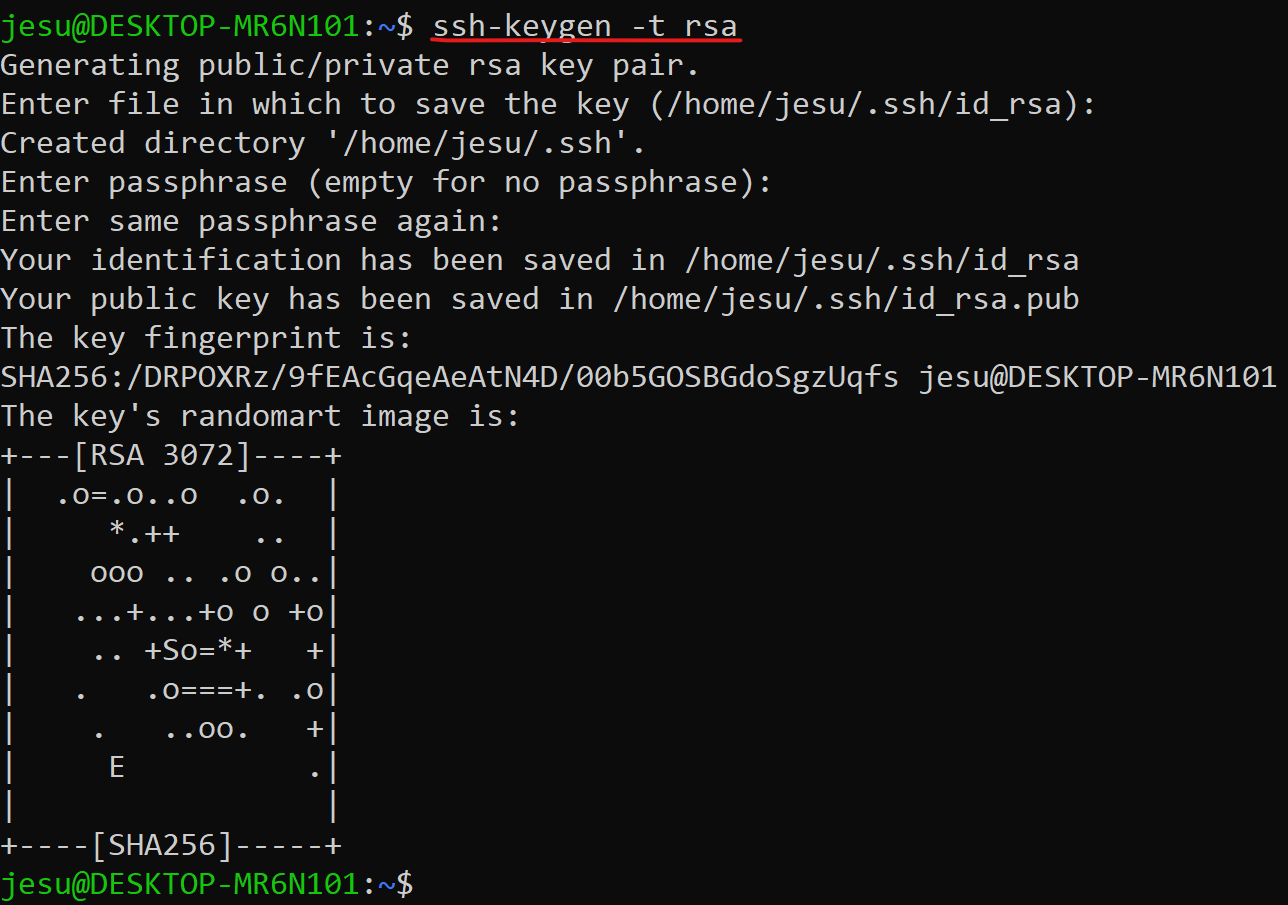 jesu@DESKTOP-MR6N101:~$ ssh-keygen -t rsa
Generating public/private rsa key pair.
Enter file in which to save the key (/home/jesu/.ssh/id_rsa):
Created directory '/home/jesu/.ssh'.
Enter passphrase (empty for no passphrase):
Enter same passphrase again:
Your identification has been saved in /home/jesu/.ssh/id_rsa
Your public key has been saved in /home/jesu/.ssh/id_rsa.pub
The key fingerprint is:
SHA256:/DRPOXRz/9fEAcGqeAeAtN4D/00b5GOSBGdoSgzUqfs jesu@DESKTOP-MR6N101
The key's randomart image is:
+---[RSA 3072]----+
|  .o=.o..o  .o.  |
|     *.++    ..  |
|    ooo .. .o o..|
|   ...+...+o o +o|
|    .. +So=*+   +|
|   .   .o===+. .o|
|    .   ..oo.   +|
|     E          .|
|                 |
+----[SHA256]-----+
jesu@DESKTOP-MR6N101:~$